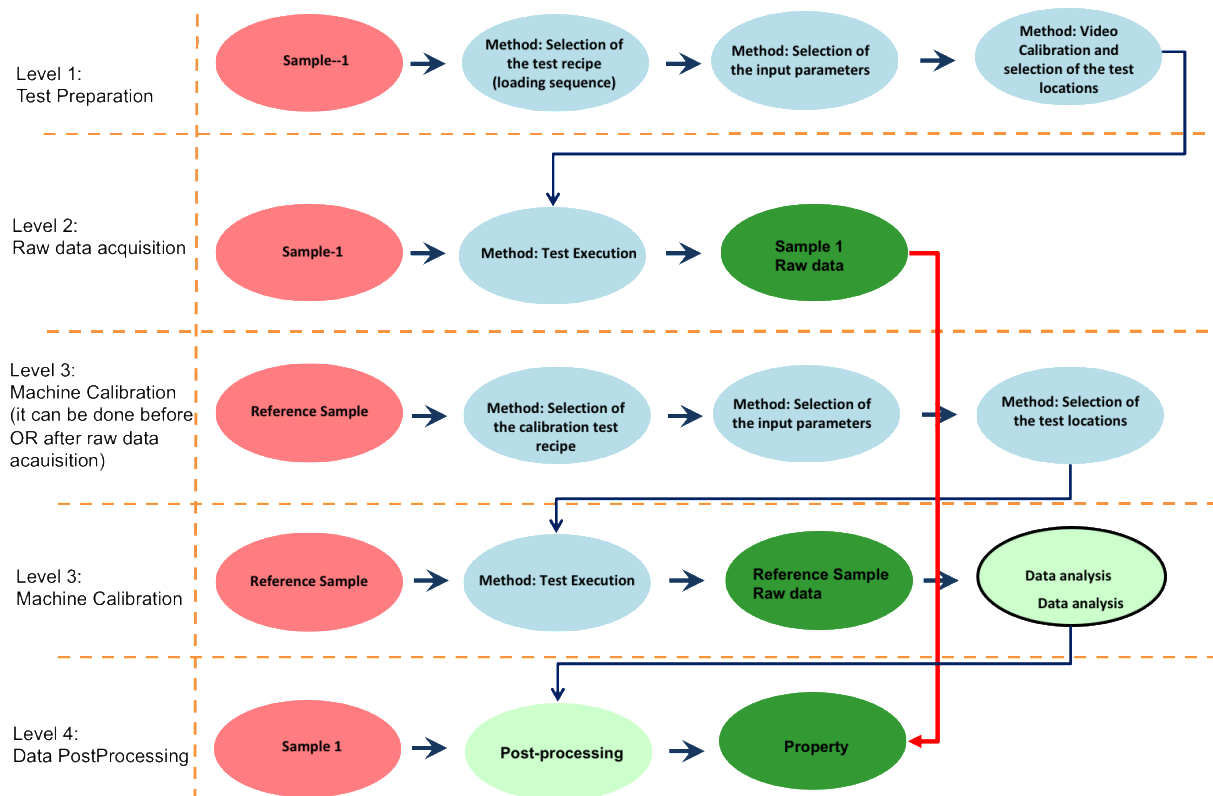 Level 1:
Test Preparation
Sample--1
Method: Selection of
the test recipe
(loading sequence)
Method: Selection of
the input parameters
Method: Video
Calibration and
selection of the test
locations
Level 2:
Raw data acquisition
Sample-1
Method: Test Execution
Sample 1
Raw data
Level 3:
Machine Calibration
(it can be done before
OR after raw data
acauisition)
Reference Sample
Method: Selection of
the calibration test
recipe
Method: Selection of
the input parameters
Method: Selection of
the test locations
Level 3:
Machine Calibration
Reference Sample
Method: Test Execution
Reference Sample
Raw data
Data analysis
Data analysis
Level 4:
Data PostProcessing
Sample 1
Post-processing
Property